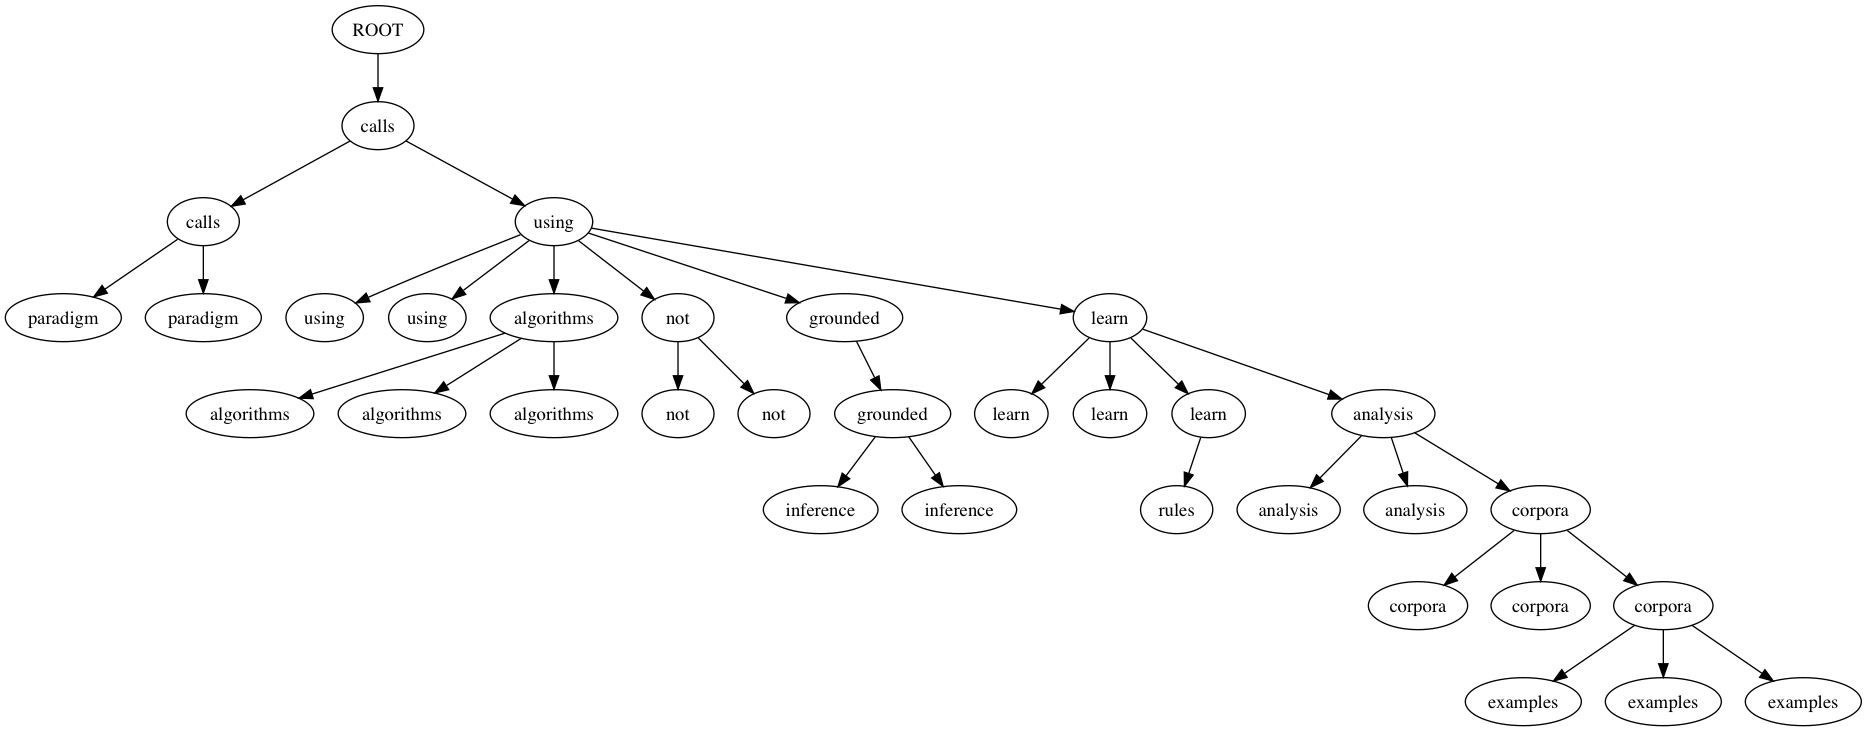 ROOT
calls
calls using
paradigm paradigm using using algorithms not grounded learn
algorithms algorithms algorithms not not grounded learn learn learn analysis
inference inference rules analysis analysis corpora
corpora corpora corpora
examples examples examples